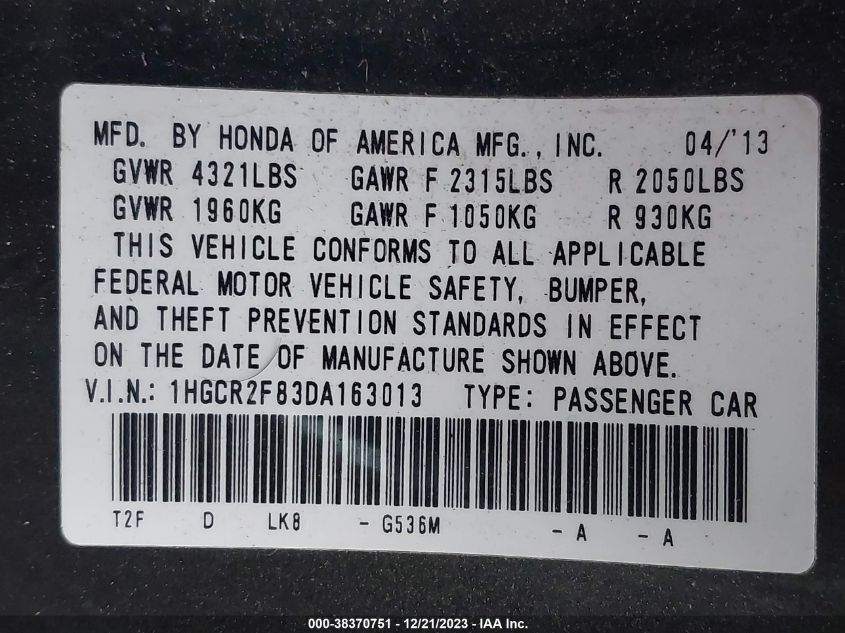 MFD. BY HONDA OF AMERICA MFG., INC. 04/'13
GVWR 4321LBS GAWR F 2315LBS R 2050LBS
GVWR 1960KG GAWR F 1050KG R 930KG
THIS VEHICLE CONFORMS TO ALL APPLICABLE
FEDERAL MOTOR VEHICLE SAFETY, BUMPER,
AND THEFT PREVENTION STANDARDS IN EFFECT
ON THE DATE OF MANUFACTURE SHOWN ABOVE.
V.I.N.: 1HGCR2F83DA163013 TYPE: PASSENGER CAR
T2F D LK8 - G536M - A - A
000-38370751 - 12/21/2023 - IAA Inc.